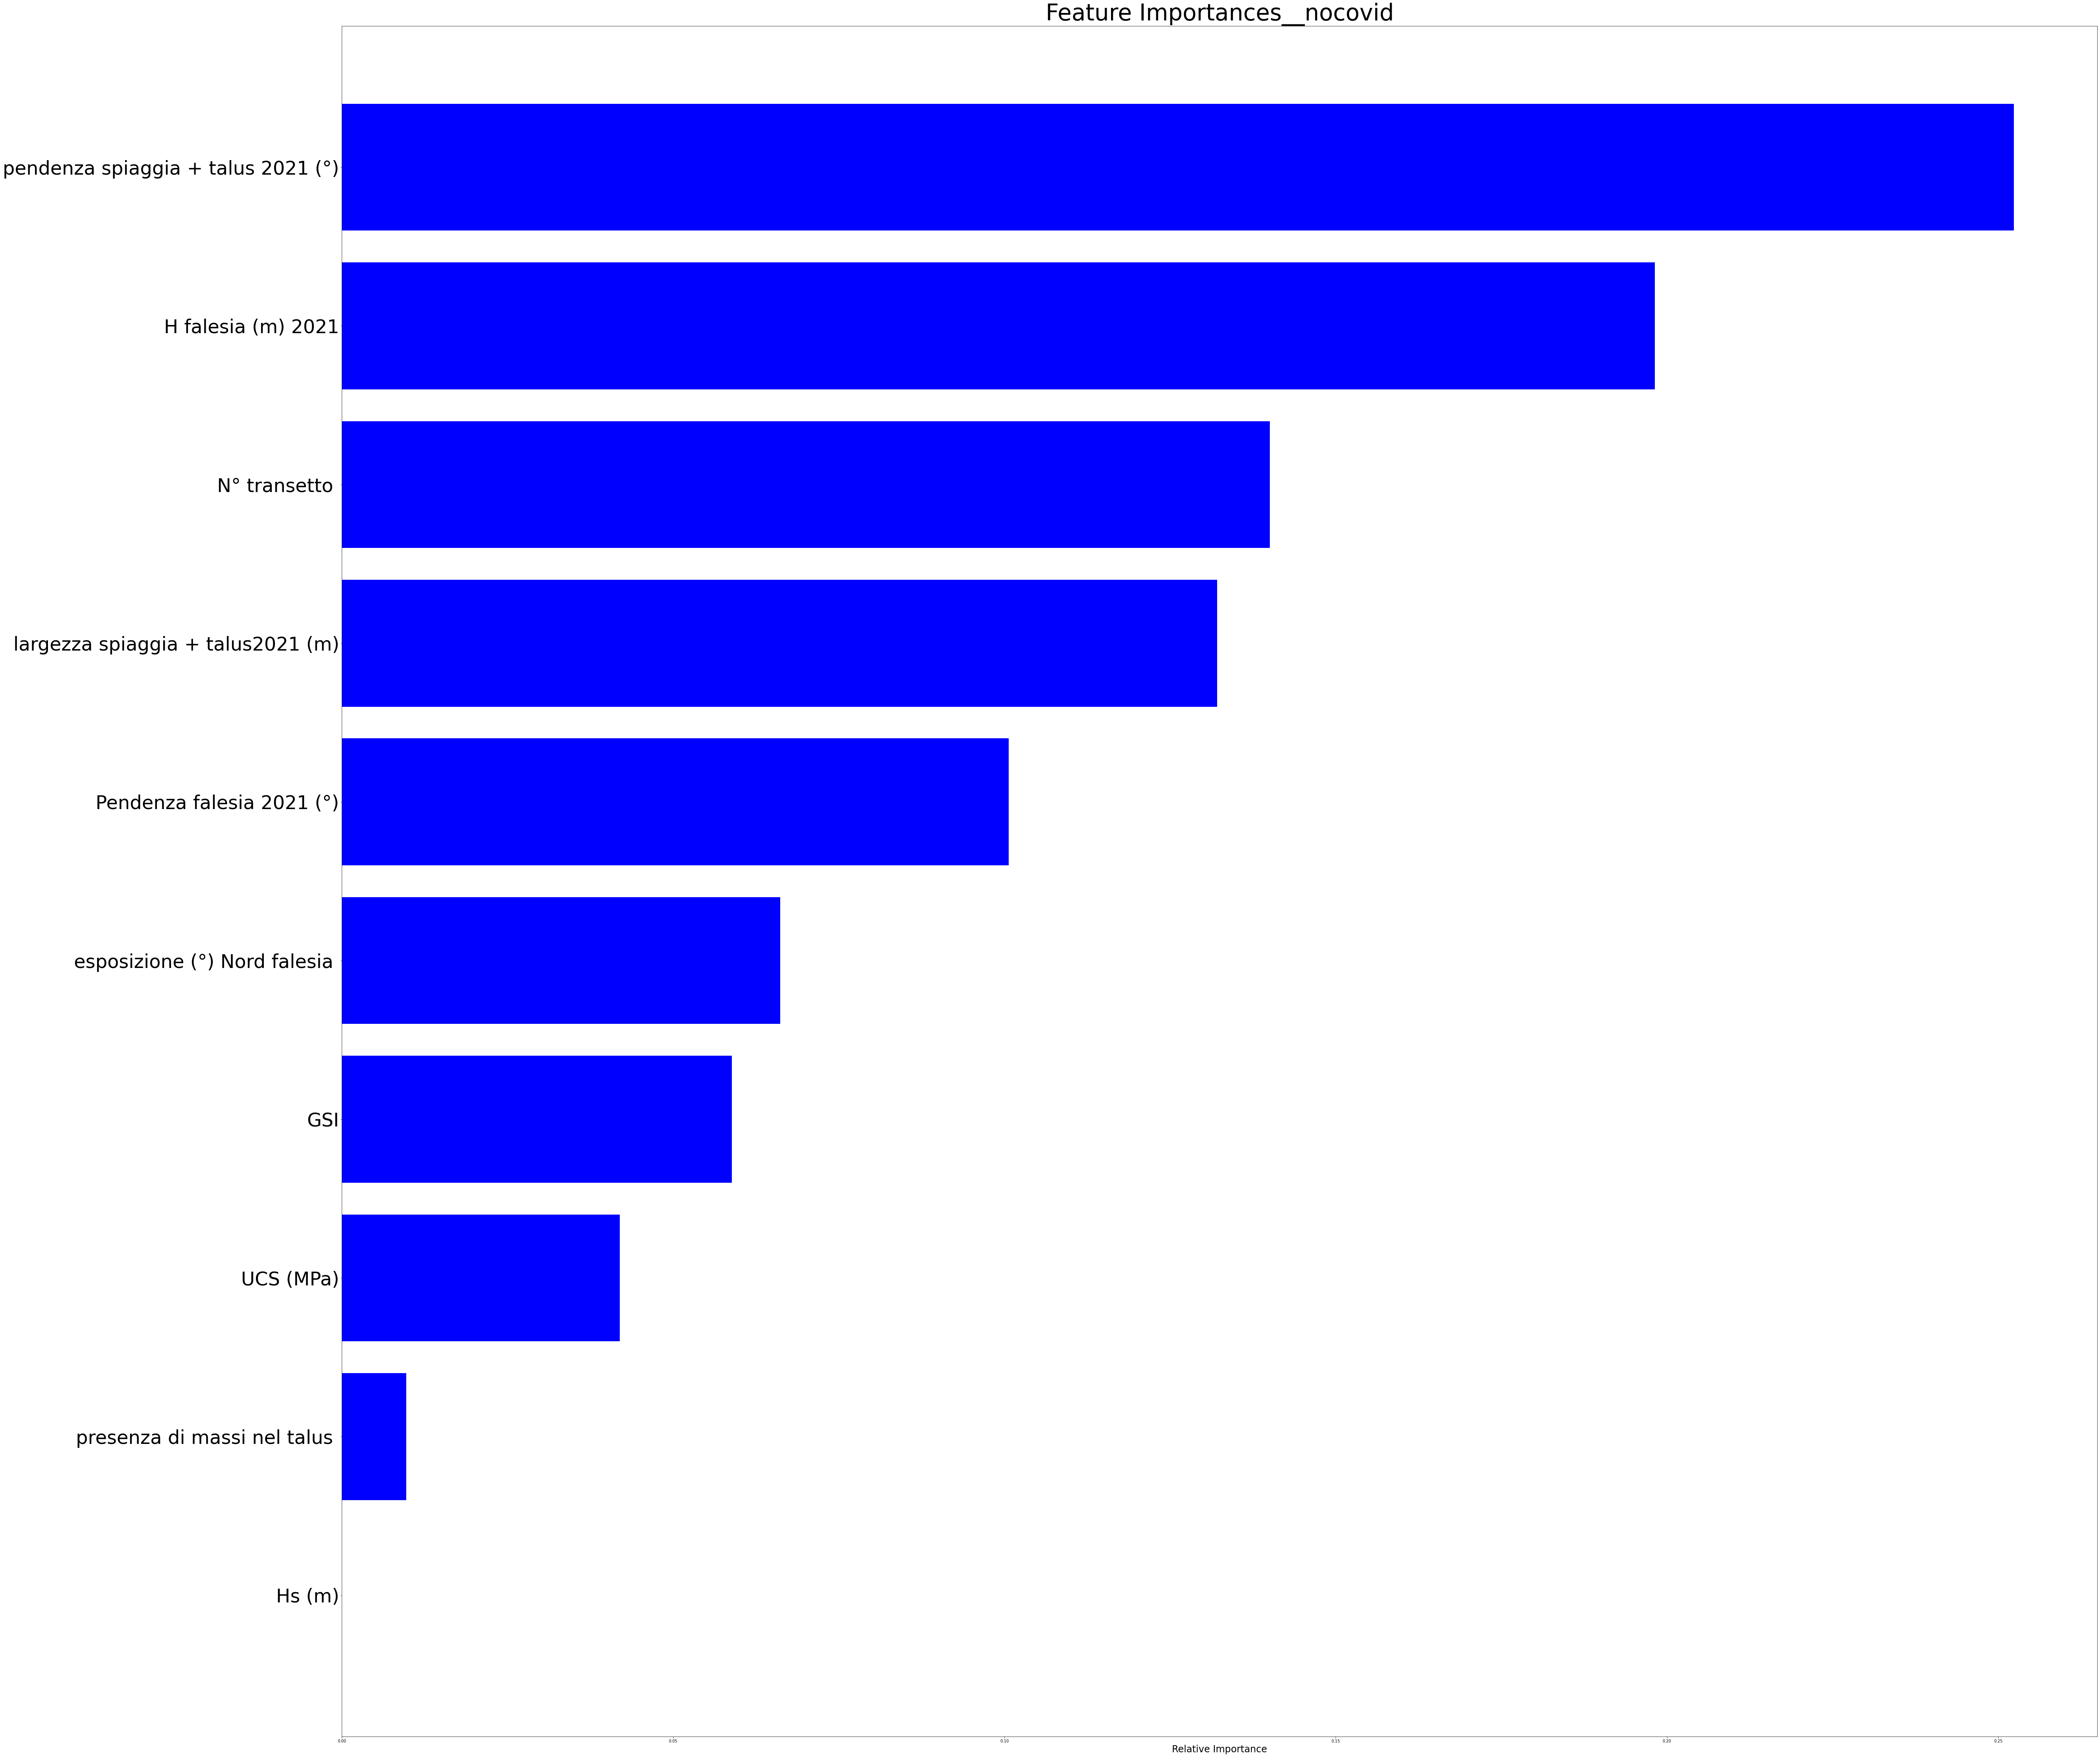 Feature Importances__nocovid
pendenza spiaggia + talus 2021 (°)
H falesia (m) 2021
N° transetto
largezza spiaggia + talus2021 (m)
Pendenza falesia 2021 (°)
esposizione (°) Nord falesia
GSI
UCS (MPa)
presenza di massi nel talus
Hs (m)
0.00 0.05 0.10 0.15 0.20 0.25
Relative Importance